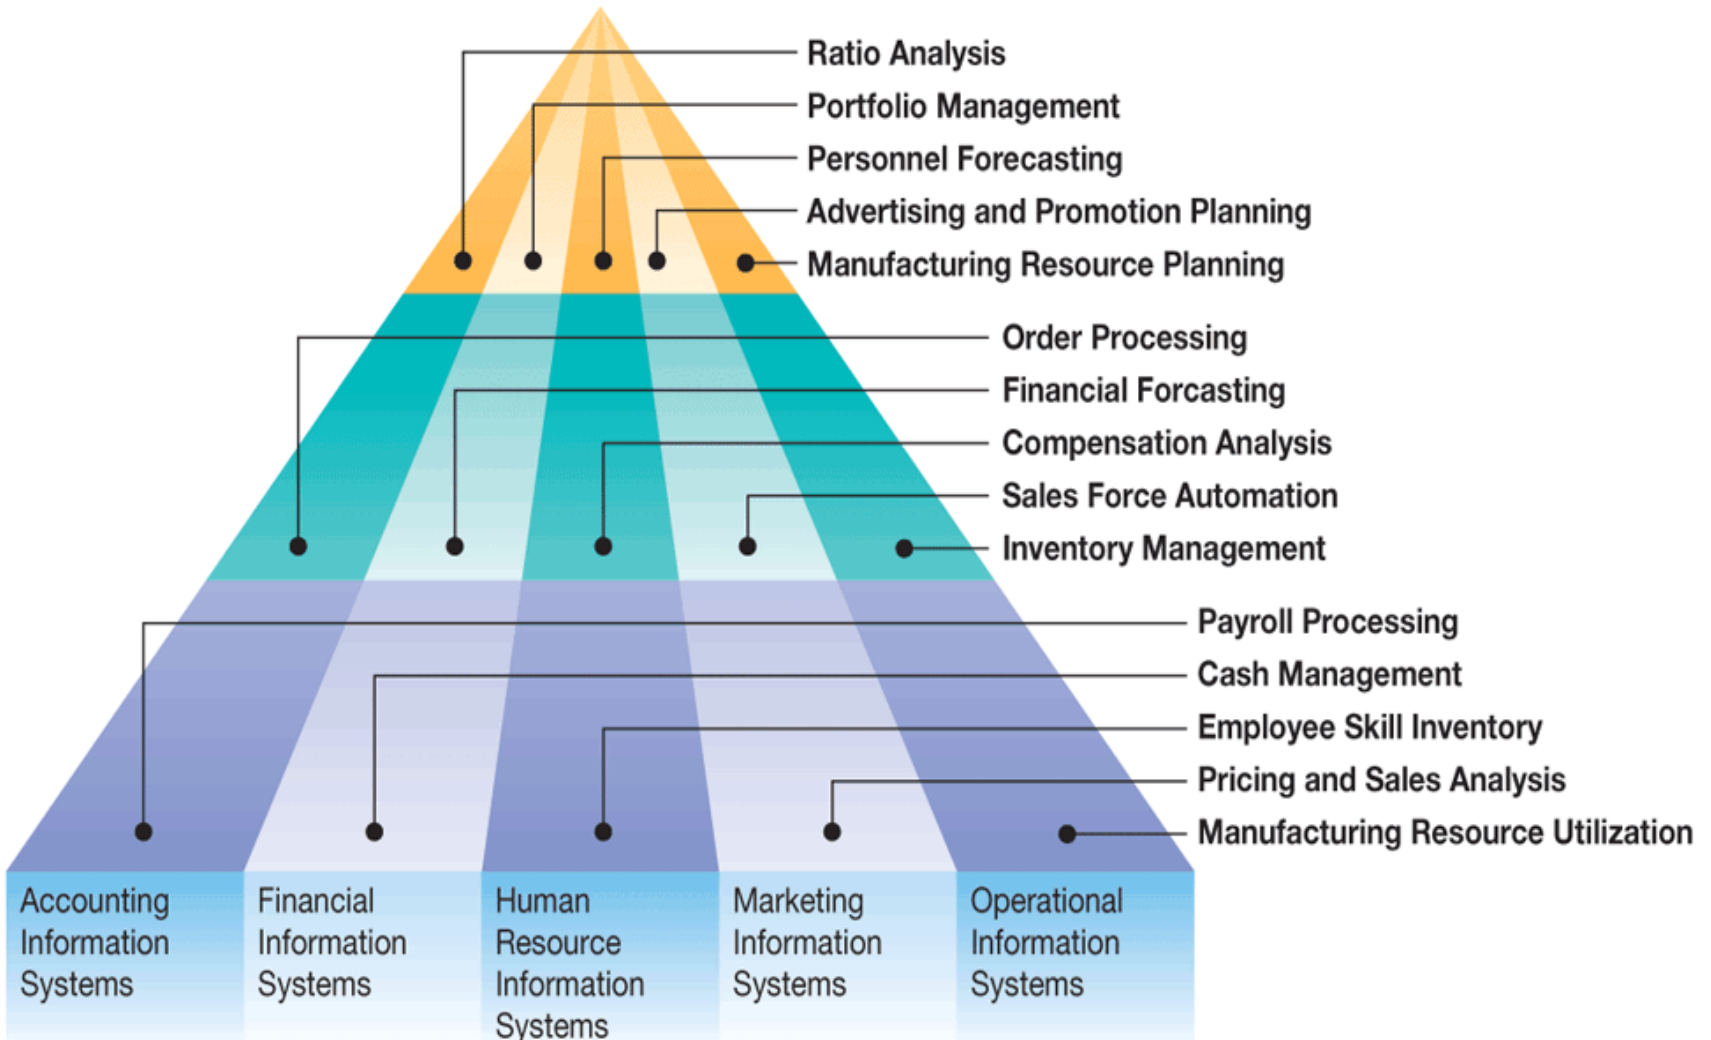 Ratio Analysis
Portfolio Management
Personnel Forecasting
Advertising and Promotion Planning
Manufacturing Resource Planning
Order Processing
Financial Forcasting
Compensation Analysis
Sales Force Automation
Inventory Management
Payroll Processing
Cash Management
Employee Skill Inventory
Pricing and Sales Analysis
Manufacturing Resource Utilization
Accounting
Information
Systems
Financial
Information
Systems
Human
Resource
Information
Systems
Marketing
Information
Systems
Operational
Information
Systems